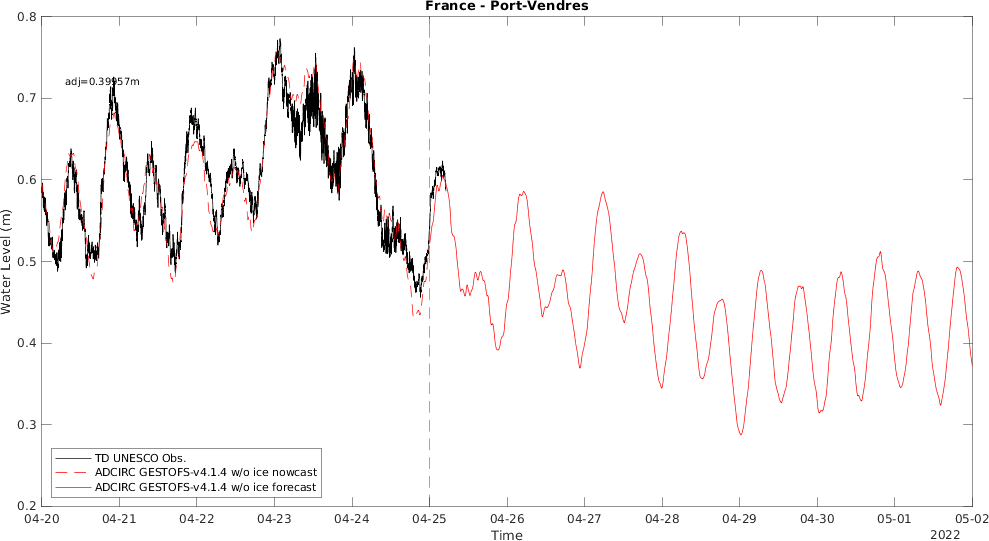 France - Port-Vendres
0.8
0.7
0.6
0.5
0.4
0.3
0.2
Water Level (m)
adj=0.39957m
TD UNESCO Obs.
ADCIRC GESTOFS-v4.1.4 w/o ice nowcast
ADCIRC GESTOFS-v4.1.4 w/o ice forecast
04-20 04-21 04-22 04-23 04-24 04-25 04-26 04-27 04-28 04-29 04-30 05-01 05-02
Time
2022